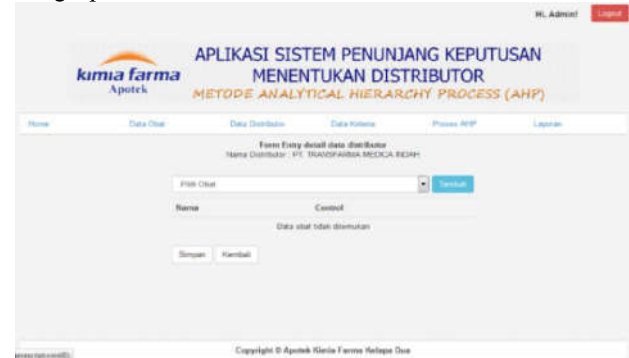 Hi, Admin! Logout
kimia farma
Apotek
APLIKASI SISTEM PENUNJANG KEPUTUSAN
MENENTUKAN DISTRIBUTOR
METODE ANALYTICAL HIERARCHY PROCESS (AHP)
Home Data Obat Data Distributor Data Kriteria Proses AHP Laporan
Form Entry detail data distributor
Nama Distributor : PT. TRANSFARMA MEDICA INDAH
Pilih Obat Tambah
Nama Control
Data obat tidak ditemukan
Simpan Kembali
Copyright © Apotek Kimia Farma Kelapa Dua